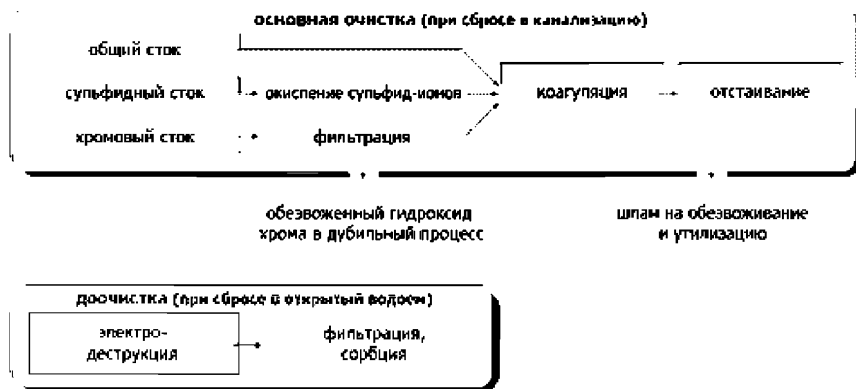 основная очистка (при сбросе в канализацию)
общий сток
сульфидный сток
окисление сульфид-ионов
коагуляция
отстаивание
хромовый сток
фильтрация
обезвоженный гидроксид
хрома в дубильный процесс
шлам на обезвоживание
и утилизацию
доочистка (при сбросе в открытый водоем)
электро-
деструкция
фильтрация,
сорбция